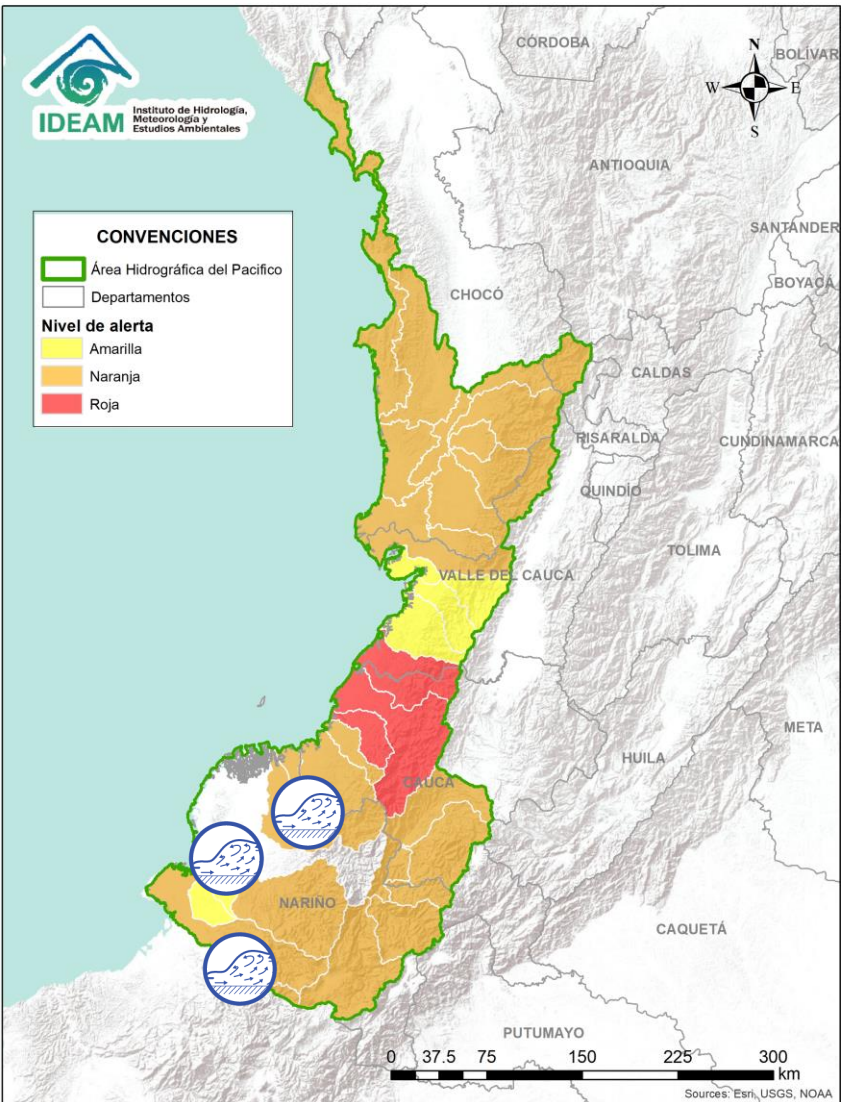 IDEAM
Instituto de Hidrología,
Meteorología y
Estudios Ambientales
N
W
E
S
CÓRDOBA
BOLÍVAR
ANTIOQUIA
SANTANDER
BOYACÁ
CHOCÓ
CONVENCIONES
Área Hidrográfica del Pacifico
Departamentos
Nivel de alerta
Amarilla
Naranja
Roja
CALDAS
RISARALDA
CUNDINAMARCA
QUINDÍO
TOLIMA
VALLE DEL CAUCA
META
HUILA
CAUCA
NARIÑO
CAQUETÁ
PUTUMAYO
0 37.5 75 150 225 300
km
Sources: Esri, USGS, NOAA